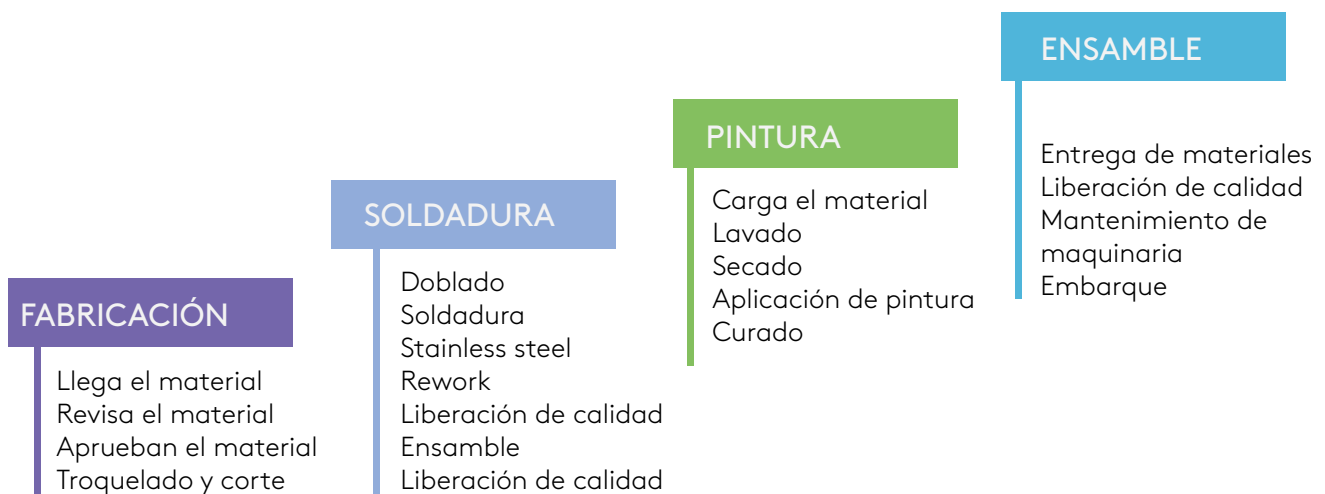 FABRICACIÓN
Llega el material
Revisa el material
Aprueban el material
Troquelado y corte
SOLDADURA
Doblado
Soldadura
Stainless steel
Rework
Liberación de calidad
Ensamble
Liberación de calidad
PINTURA
Carga el material
Lavado
Secado
Aplicación de pintura
Curado
ENSAMBLE
Entrega de materiales
Liberación de calidad
Mantenimiento de
maquinaria
Embarque